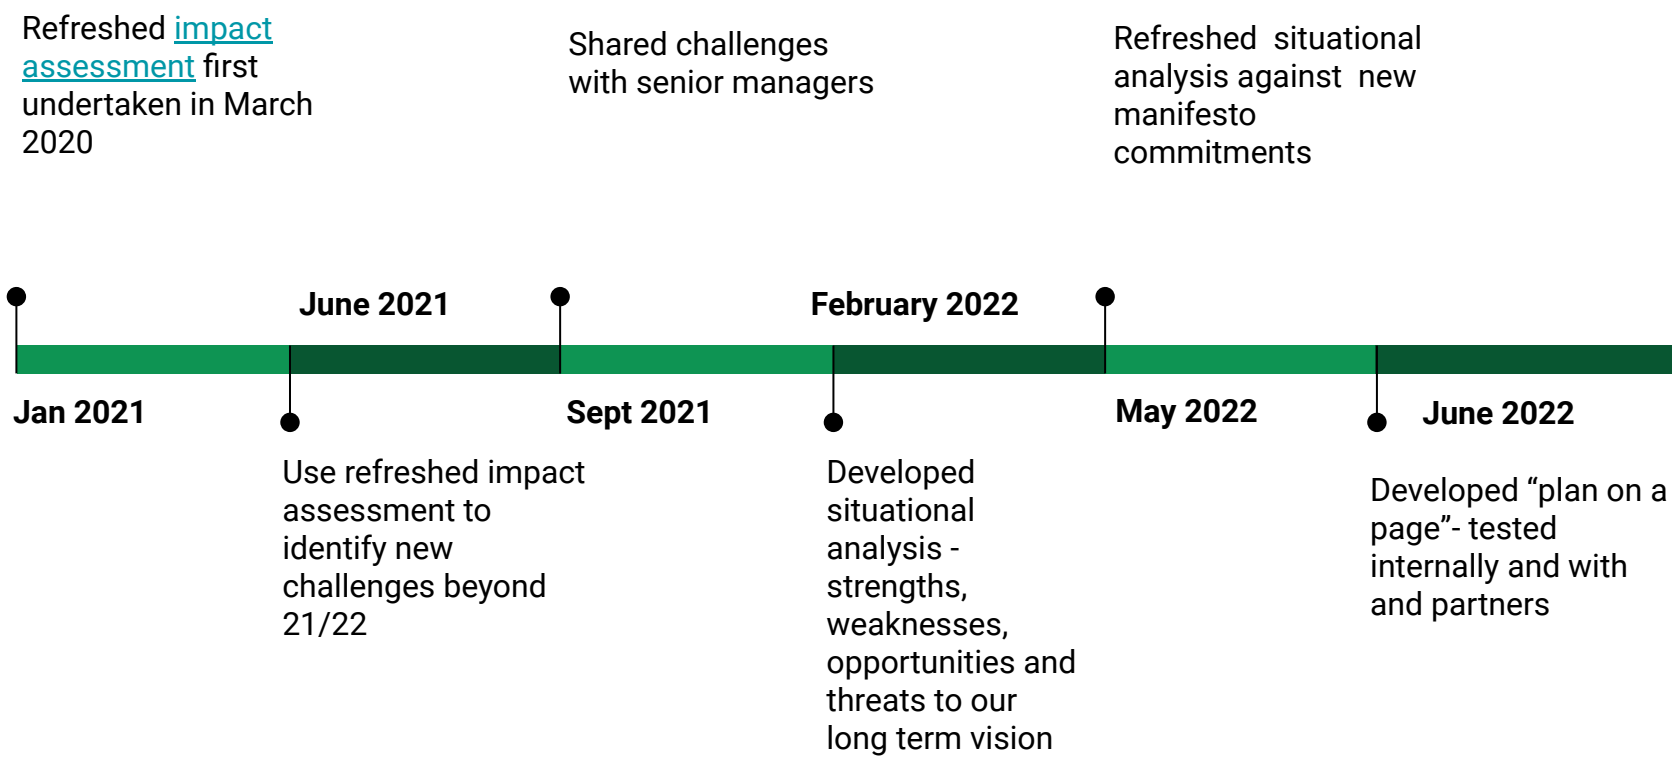 Refreshed impact
assessment first
undertaken in March
2020
Shared challenges
with senior managers
Refreshed  situational
analysis against  new
manifesto
commitments
June 2021
February 2022
Jan 2021
Sept 2021
May 2022
June 2022
Use refreshed impact
assessment to
identify new
challenges beyond
21/22
Developed
situational
analysis -
strengths,
weaknesses,
opportunities and
threats to our
long term vision
Developed “plan on a
page”- tested
internally and with
and partners